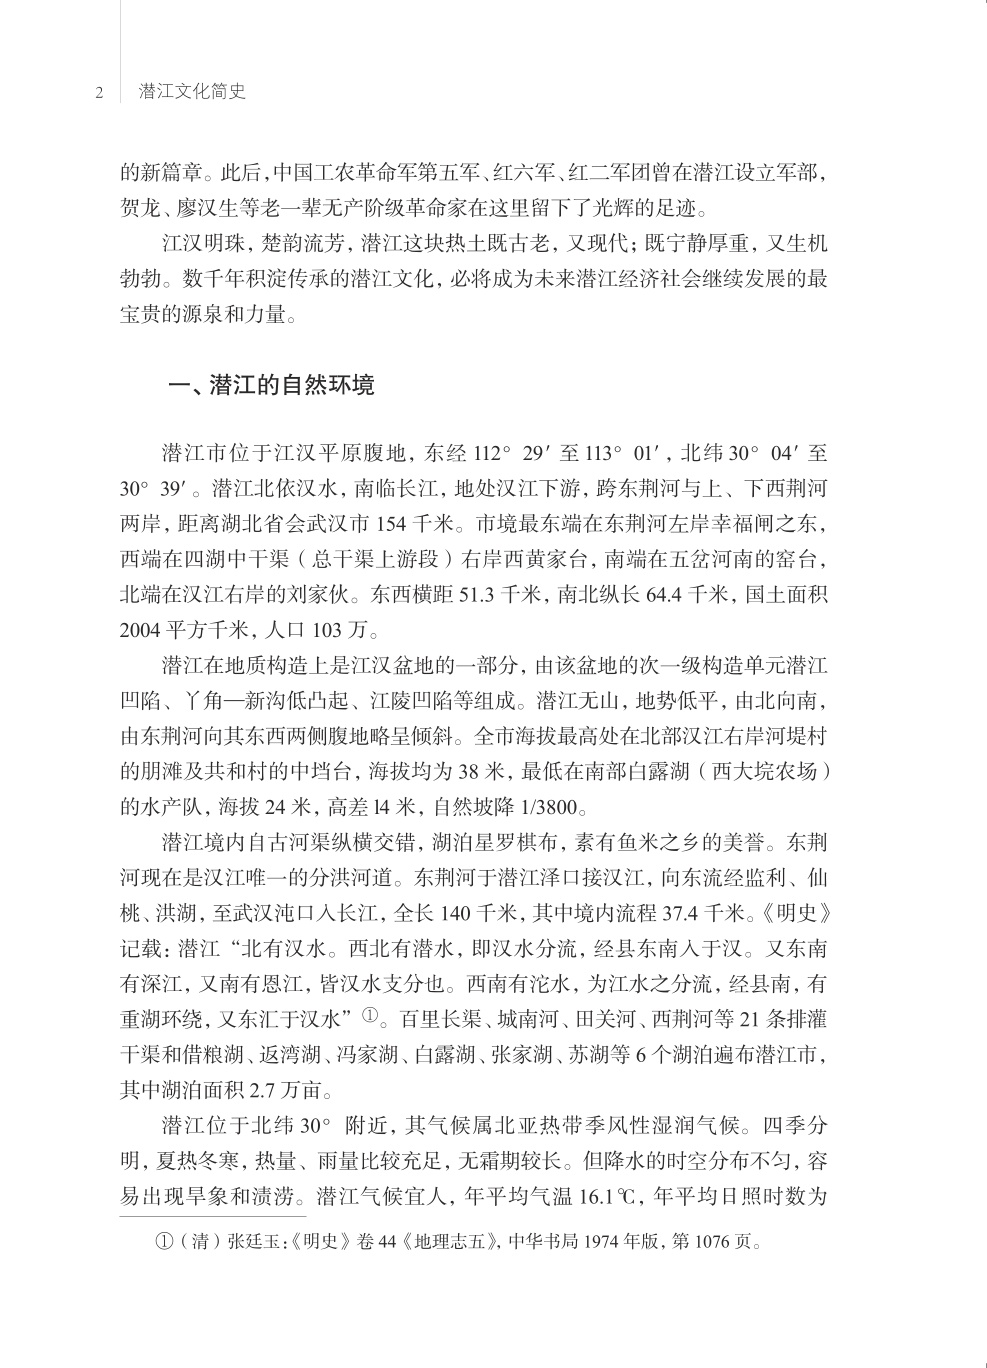 2 潜江文化简史
的新篇章。此后,中国工农革命军第五军、红六军、红二军团曾在潜江设立军部,
贺龙、廖汉生等老一辈无产阶级革命家在这里留下了光辉的足迹。
江汉明珠, 楚韵流芳, 潜江这块热土既古老, 又现代; 既宁静厚重, 又生机
勃勃。数千年积淀传承的潜江文化, 必将成为未来潜江经济社会继续发展的最
宝贵的源泉和力量。
一、潜江的自然环境
潜江市位于江汉平原腹地, 东经 112° 29′ 至 113° 01′, 北纬 30° 04′ 至
30° 39′。潜江北依汉水, 南临长江, 地处汉江下游, 跨东荆河与上、下西荆河
两岸, 距离湖北省会武汉市 154 千米。市境最东端在东荆河左岸幸福闸之东,
西端在四湖中干渠（总干渠上游段）右岸西黄家台, 南端在五岔河南的窑台,
北端在汉江右岸的刘家伙。东西横距 51.3 千米, 南北纵长 64.4 千米, 国土面积
2004 平方千米, 人口 103 万。
潜江在地质构造上是江汉盆地的一部分, 由该盆地的次一级构造单元潜江
凹陷、丫角—新沟低凸起、江陵凹陷等组成。潜江无山, 地势低平, 由北向南,
由东荆河向其东西两侧腹地略呈倾斜。全市海拔最高处在北部汉江右岸河堤村
的朋滩及共和村的中垱台, 海拔均为 38 米, 最低在南部白露湖（西大垸农场）
的水产队, 海拔 24 米, 高差 l4 米, 自然坡降 1/3800。
潜江境内自古河渠纵横交错, 湖泊星罗棋布, 素有鱼米之乡的美誉。东荆
河现在是汉江唯一的分洪河道。东荆河于潜江泽口接汉江, 向东流经监利、仙
桃、洪湖, 至武汉沌口入长江, 全长 140 千米, 其中境内流程 37.4 千米。《明史》
记载: 潜江“北有汉水。西北有潜水, 即汉水分流, 经县东南入于汉。又东南
有深江, 又南有恩江, 皆汉水支分也。西南有沱水, 为江水之分流, 经县南, 有
重湖环绕, 又东汇于汉水”①。百里长渠、城南河、田关河、西荆河等 21 条排灌
干渠和借粮湖、返湾湖、冯家湖、白露湖、张家湖、苏湖等 6 个湖泊遍布潜江市,
其中湖泊面积 2.7 万亩。
潜江位于北纬 30° 附近, 其气候属北亚热带季风性湿润气候。四季分
明, 夏热冬寒, 热量、雨量比较充足, 无霜期较长。但降水的时空分布不匀, 容
易出现旱象和渍涝。潜江气候宜人, 年平均气温 16.1℃, 年平均日照时数为
①（清）张廷玉:《明史》卷 44《地理志五》, 中华书局 1974 年版, 第 1076 页。